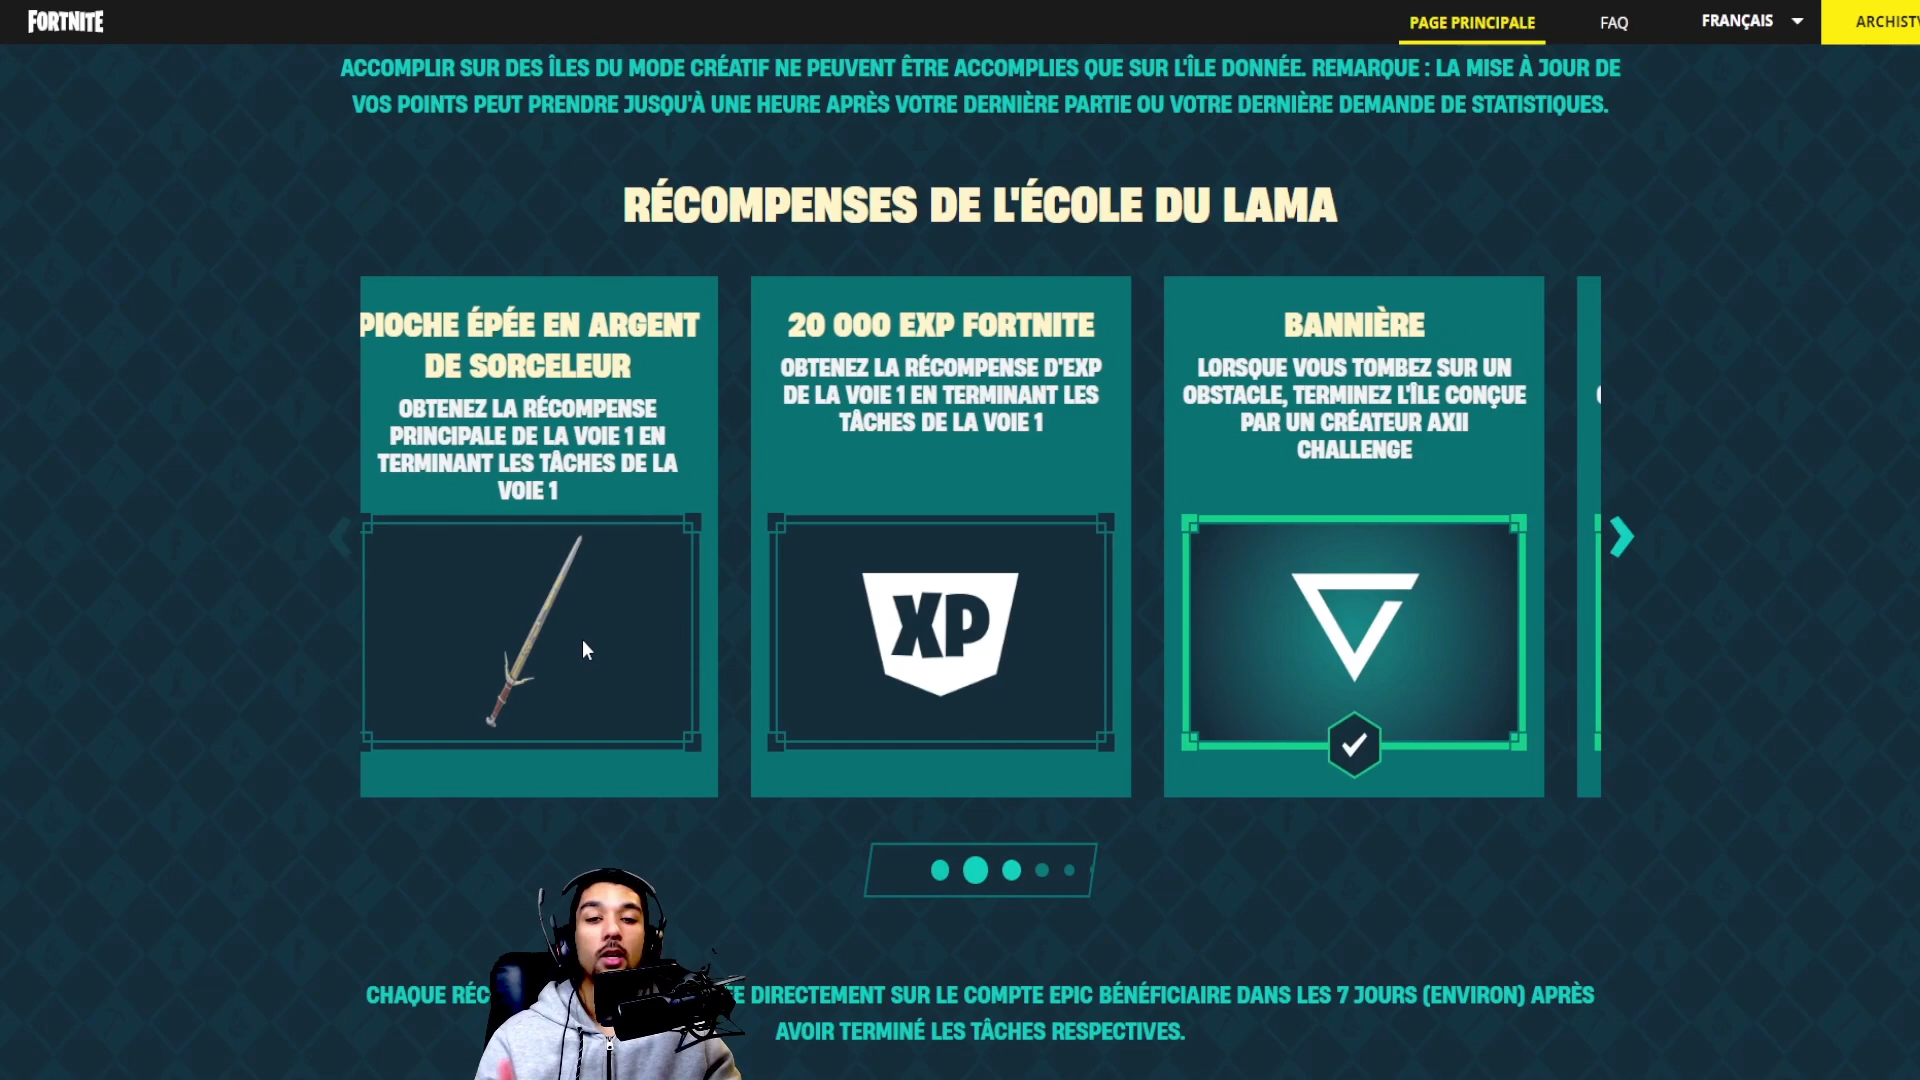 FORTNITE
PAGE PRINCIPALE
FAQ
FRANÇAIS
ARCHIST
ACCOMPLIR SUR DES ÎLES DU MODE CRÉATIF NE PEUVENT ÊTRE ACCOMPLIES QUE SUR L'ÎLE DONNÉE. REMARQUE : LA MISE À JOUR DE
VOS POINTS PEUT PRENDRE JUSQU'À UNE HEURE APRÈS VOTRE DERNIÈRE PARTIE OU VOTRE DERNIÈRE DEMANDE DE STATISTIQUES.
RÉCOMPENSES DE L'ÉCOLE DU LAMA
PIOCHE ÉPÉE EN ARGENT
DE SORCELEUR
OBTENEZ LA RÉCOMPENSE
PRINCIPALE DE LA VOIE 1 EN
TERMINANT LES TÂCHES DE LA
VOIE 1
20 000 EXP FORTNITE
OBTENEZ LA RÉCOMPENSE D'EXP
DE LA VOIE 1 EN TERMINANT LES
TÂCHES DE LA VOIE 1
XP
BANNIÈRE
LORSQUE VOUS TOMBEZ SUR UN
OBSTACLE, TERMINEZ L'ÎLE CONÇUE
PAR UN CRÉATEUR AXII
CHALLENGE
CHAQUE RÉC E DIRECTEMENT SUR LE COMPTE EPIC BÉNÉFICIAIRE DANS LES 7 JOURS (ENVIRON) APRÈS
AVOIR TERMINÉ LES TÂCHES RESPECTIVES.